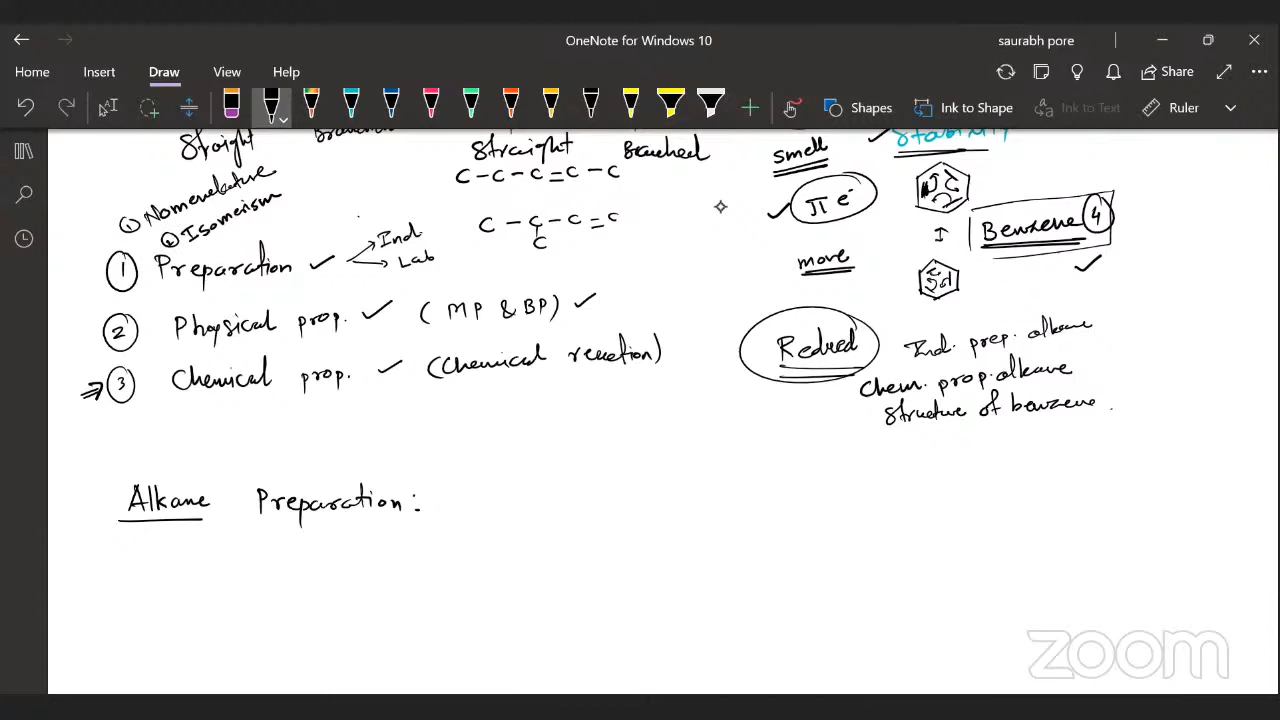 OneNote for Windows 10
saurabh pore
Home Insert Draw View Help
Share
Shapes
Ink to Shape
Ink to Text
Ruler
Straight
Straight
Branched
C-C-C=C-C
C-C-C=C
C
① Nomenclature
② Isomerism
① Preparation ✓
→ Ind
→ Lab
② Physical prop. ✓ (MP & BP) ✓
⇒ ③ Chemical prop. ✓ (Chemical reaction)
smell
✓ Stability
✓ π e⁻
more
Benzene ④
✓
Ind. prep. alkane
Chem. prop. alkane
Structure of benzene.
Alkane Preparation:
zoom